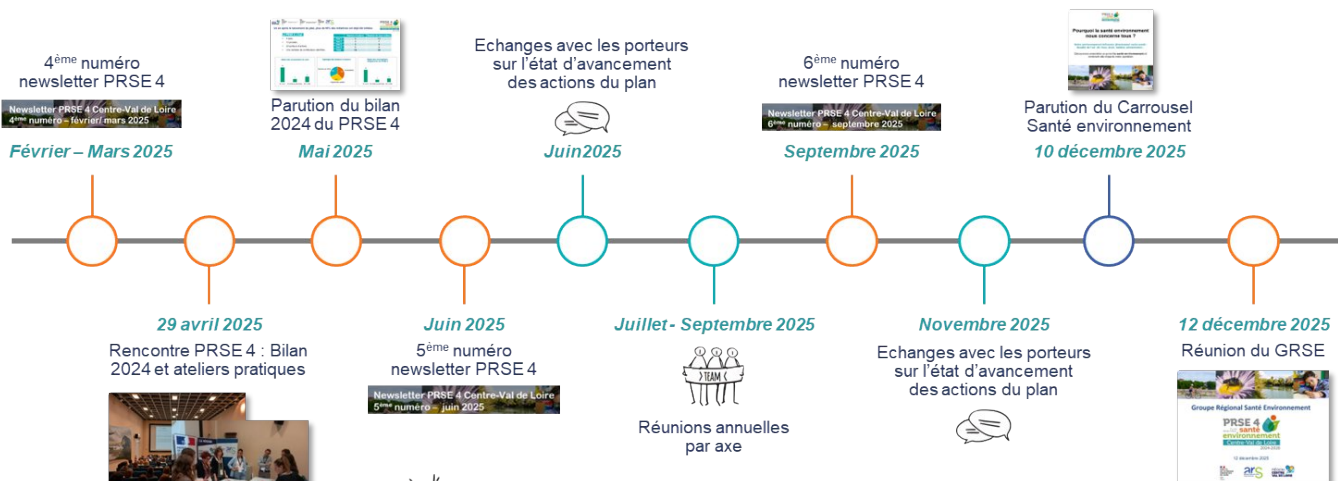 4ème numéro
newsletter PRSE 4
Newsletter PRSE 4 Centre-Val de Loire
4ème numéro – février/ mars 2025
Février – Mars 2025
Parution du bilan
2024 du PRSE 4
Mai 2025
Echanges avec les porteurs
sur l’état d’avancement
des actions du plan
Juin2025
6ème numéro
newsletter PRSE 4
Newsletter PRSE 4 Centre-Val de Loire
6ème numéro – septembre 2025
Septembre 2025
Pourquoi la santé environnement
nous concerne tous ?
Parution du Carrousel
Santé environnement
10 décembre 2025
29 avril 2025
Rencontre PRSE 4 : Bilan
2024 et ateliers pratiques
Juin 2025
5ème numéro
newsletter PRSE 4
Newsletter PRSE 4 Centre-Val de Loire
5ème numéro – juin 2025
Juillet - Septembre 2025
TEAM
Réunions annuelles
par axe
Novembre 2025
Echanges avec les porteurs
sur l’état d’avancement
des actions du plan
12 décembre 2025
Réunion du GRSE
Groupe Régional Santé Environnement
PRSE 4
santé
environnement
Centre-Val de Loire
12 décembre 2025
ars